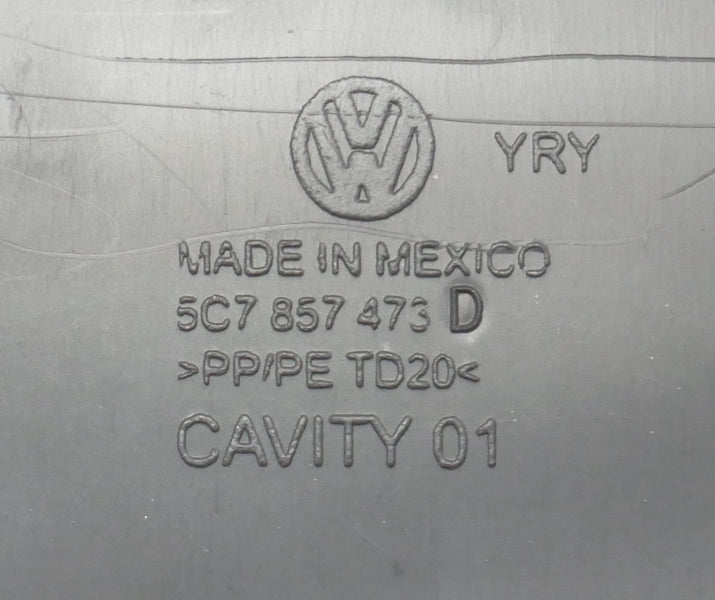 YRY
MADE IN MEXICO
5C7 857 473 D
>PP/PE TD20<
CAVITY 01